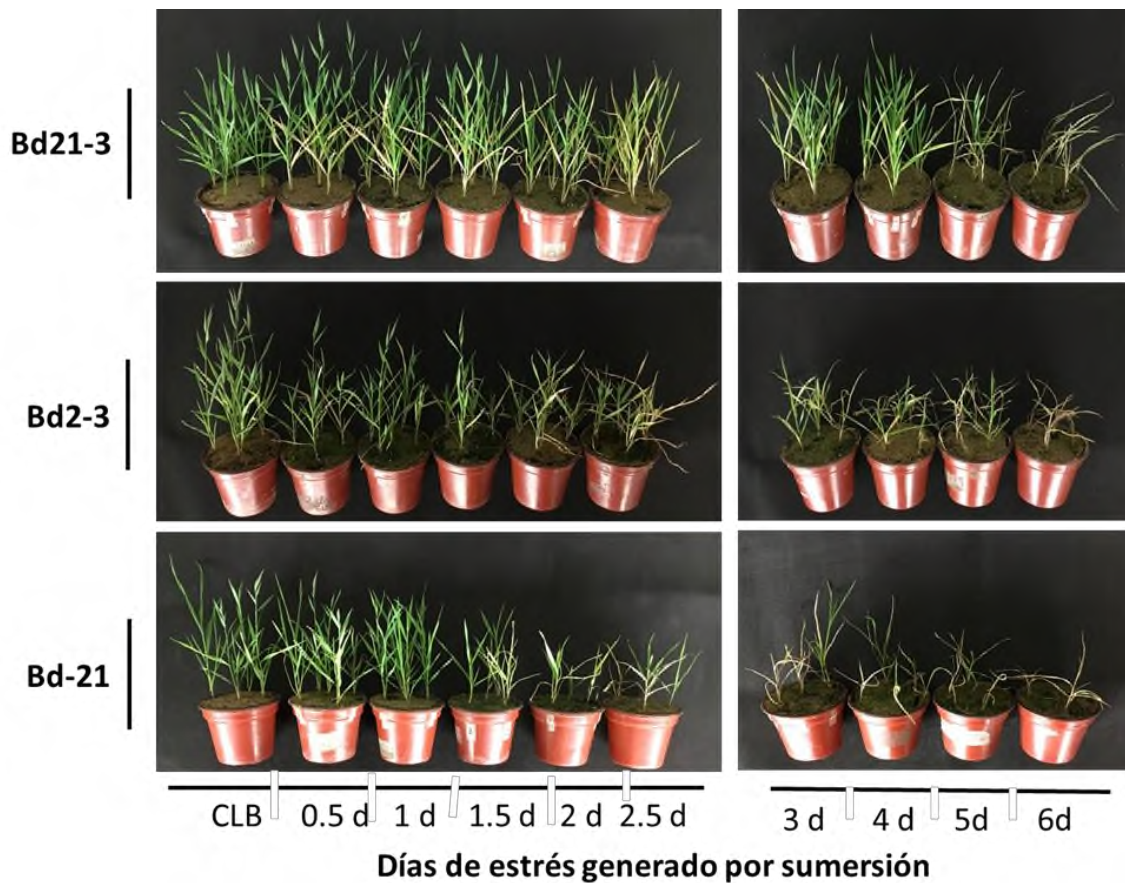 Bd21-3
Bd2-3
Bd-21
CLB 0.5 d 1 d 1.5 d 2 d 2.5 d 3 d 4 d 5d 6d
Días de estrés generado por sumersión